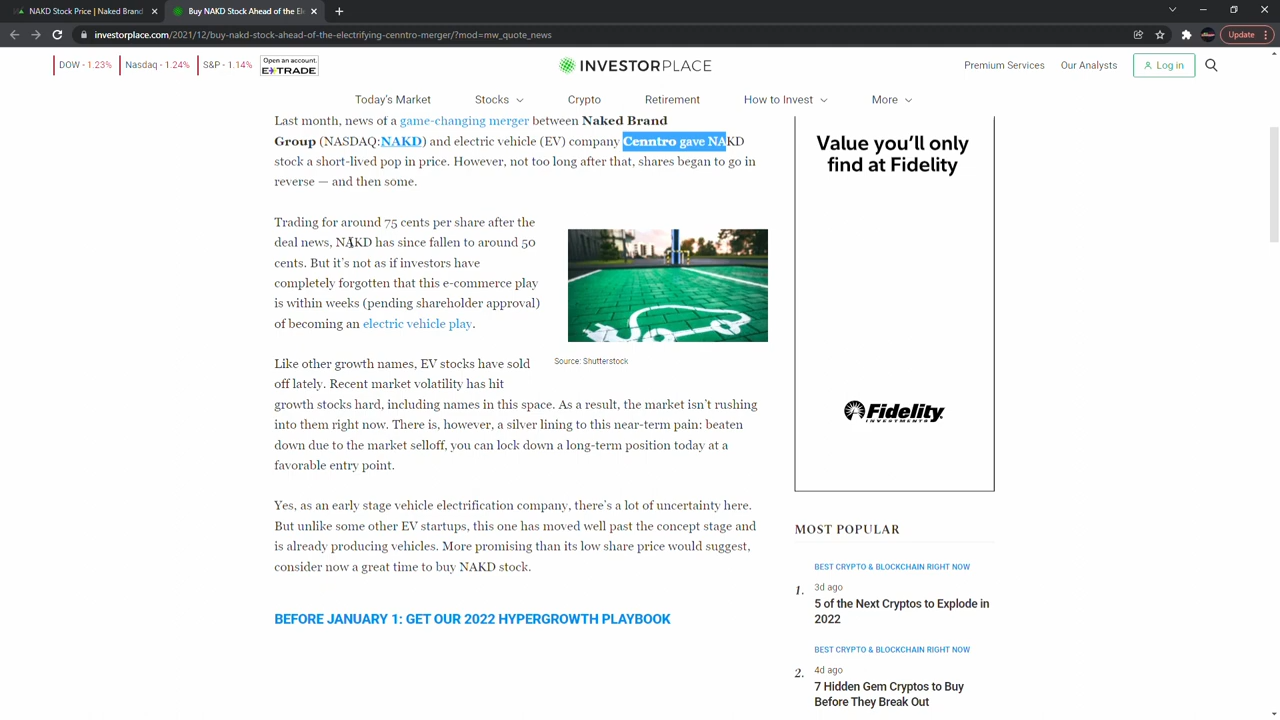 NAKD Stock Price | Naked Brand
Buy NAKD Stock Ahead of the Ele
investorplace.com/2021/12/buy-nakd-stock-ahead-of-the-electrifying-cenntro-merger/?mod=mw_quote_news
Update
DOW - 1.23%
Nasdaq - 1.24%
S&P - 1.14%
Open an account.
E*TRADE
INVESTORPLACE
Premium Services
Our Analysts
Log in
Today's Market
Stocks
Crypto
Retirement
How to Invest
More
Last month, news of a game-changing merger between Naked Brand
Group (NASDAQ:NAKD) and electric vehicle (EV) company Cenntro gave NAKD
stock a short-lived pop in price. However, not too long after that, shares began to go in
reverse — and then some.
Trading for around 75 cents per share after the
deal news, NAKD has since fallen to around 50
cents. But it's not as if investors have
completely forgotten that this e-commerce play
is within weeks (pending shareholder approval)
of becoming an electric vehicle play.
Source: Shutterstock
Like other growth names, EV stocks have sold
off lately. Recent market volatility has hit
growth stocks hard, including names in this space. As a result, the market isn't rushing
into them right now. There is, however, a silver lining to this near-term pain: beaten
down due to the market selloff, you can lock down a long-term position today at a
favorable entry point.
Yes, as an early stage vehicle electrification company, there's a lot of uncertainty here.
But unlike some other EV startups, this one has moved well past the concept stage and
is already producing vehicles. More promising than its low share price would suggest,
consider now a great time to buy NAKD stock.
BEFORE JANUARY 1: GET OUR 2022 HYPERGROWTH PLAYBOOK
Value you'll only
find at Fidelity
Fidelity
INVESTMENTS
MOST POPULAR
BEST CRYPTO & BLOCKCHAIN RIGHT NOW
1.
3d ago
5 of the Next Cryptos to Explode in
2022
BEST CRYPTO & BLOCKCHAIN RIGHT NOW
2.
4d ago
7 Hidden Gem Cryptos to Buy
Before They Break Out